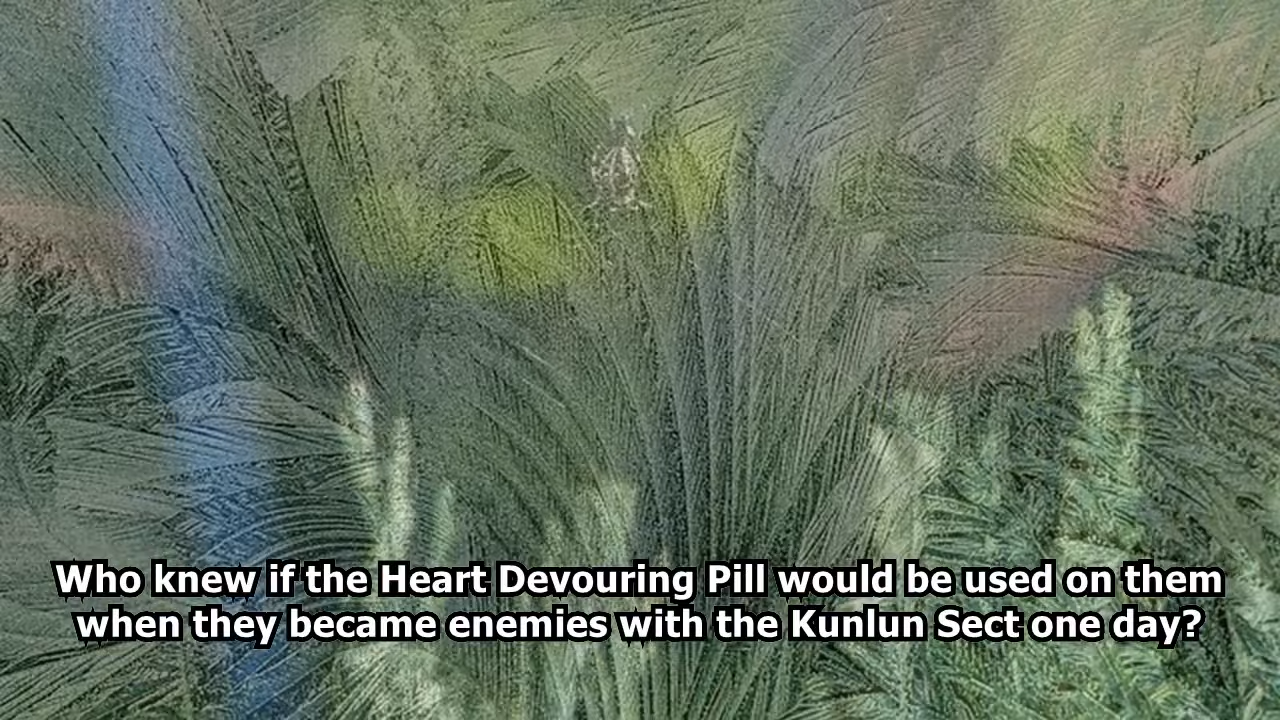 Who knew if the Heart Devouring Pill would be used on them
when they became enemies with the Kunlun Sect one day?